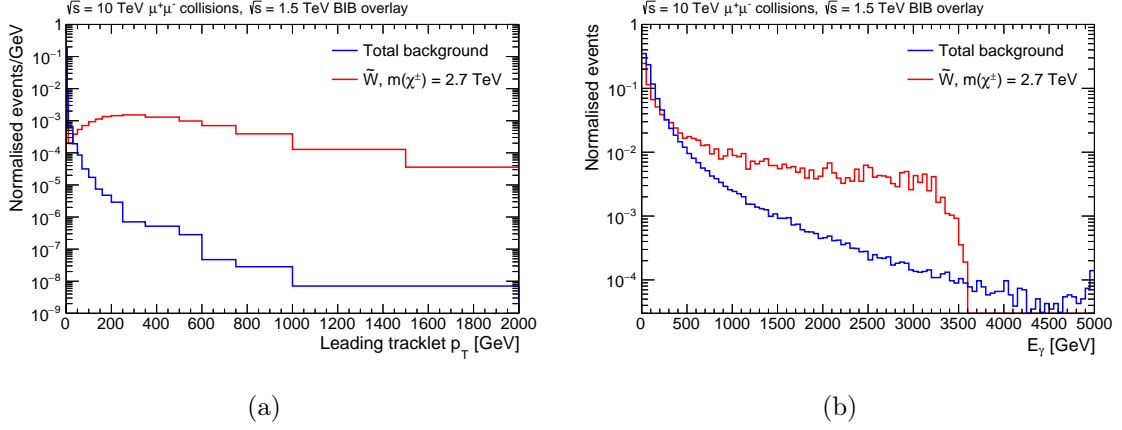 √s = 10 TeV μ⁺μ⁻ collisions, √s = 1.5 TeV BIB overlay
Normalised events/GeV
Total background
W̃, m(χ±) = 2.7 TeV
10⁻¹
10⁻²
10⁻³
10⁻⁴
10⁻⁵
10⁻⁶
10⁻⁷
10⁻⁸
10⁻⁹
0 200 400 600 800 1000 1200 1400 1600 1800 2000
Leading tracklet p_T [GeV]
(a)
√s = 10 TeV μ⁺μ⁻ collisions, √s = 1.5 TeV BIB overlay
Normalised events
Total background
W̃, m(χ±) = 2.7 TeV
1
10⁻¹
10⁻²
10⁻³
10⁻⁴
0 500 1000 1500 2000 2500 3000 3500 4000 4500 5000
E_γ [GeV]
(b)